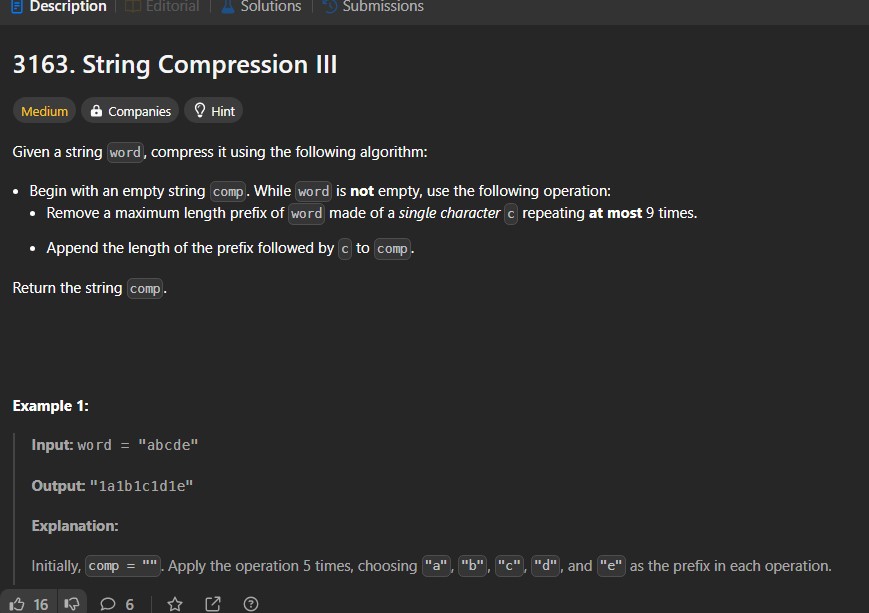 Description Editorial Solutions Submissions
3163. String Compression III
Medium Companies Hint
Given a string word, compress it using the following algorithm:
• Begin with an empty string comp. While word is not empty, use the following operation:
• Remove a maximum length prefix of word made of a single character c repeating at most 9 times.
• Append the length of the prefix followed by c to comp.
Return the string comp.
Example 1:
Input: word = "abcde"
Output: "1a1b1c1d1e"
Explanation:
Initially, comp = "". Apply the operation 5 times, choosing "a", "b", "c", "d", and "e" as the prefix in each operation.
16 6